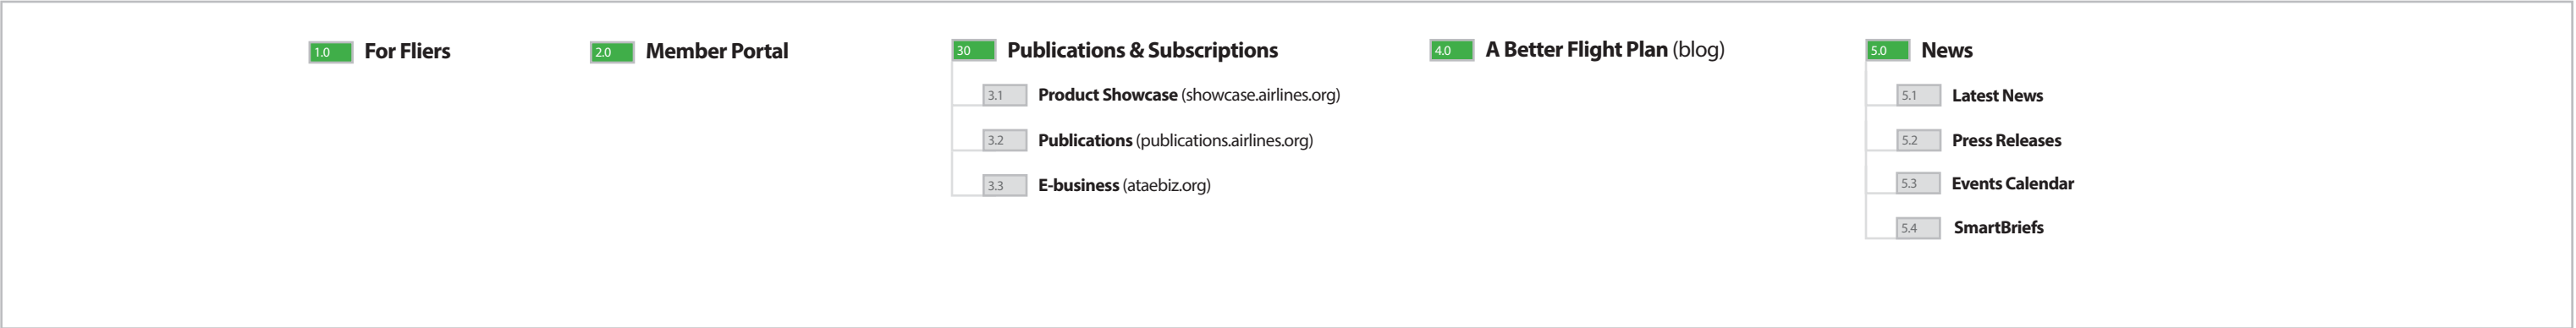 1.0 For Fliers
2.0 Member Portal
30 Publications & Subscriptions
3.1 Product Showcase (showcase.airlines.org)
3.2 Publications (publications.airlines.org)
3.3 E-business (ataebiz.org)
4.0 A Better Flight Plan (blog)
5.0 News
5.1 Latest News
5.2 Press Releases
5.3 Events Calendar
5.4 SmartBriefs